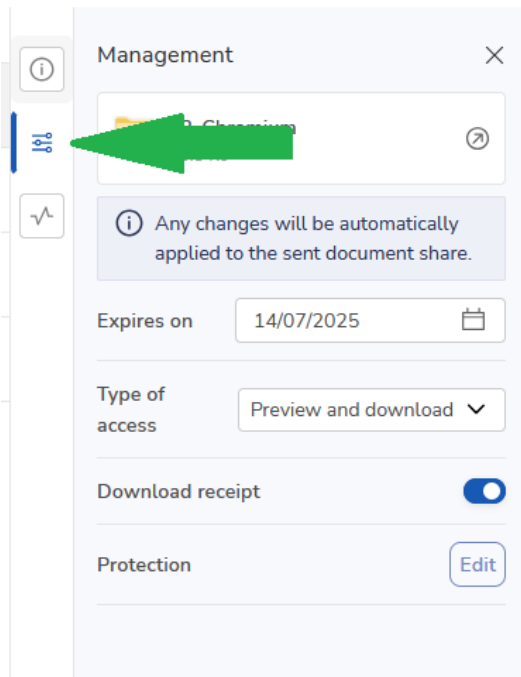 Management
Any changes will be automatically
applied to the sent document share.
Expires on
14/07/2025
Type of
access
Preview and download
Download receipt
Protection
Edit